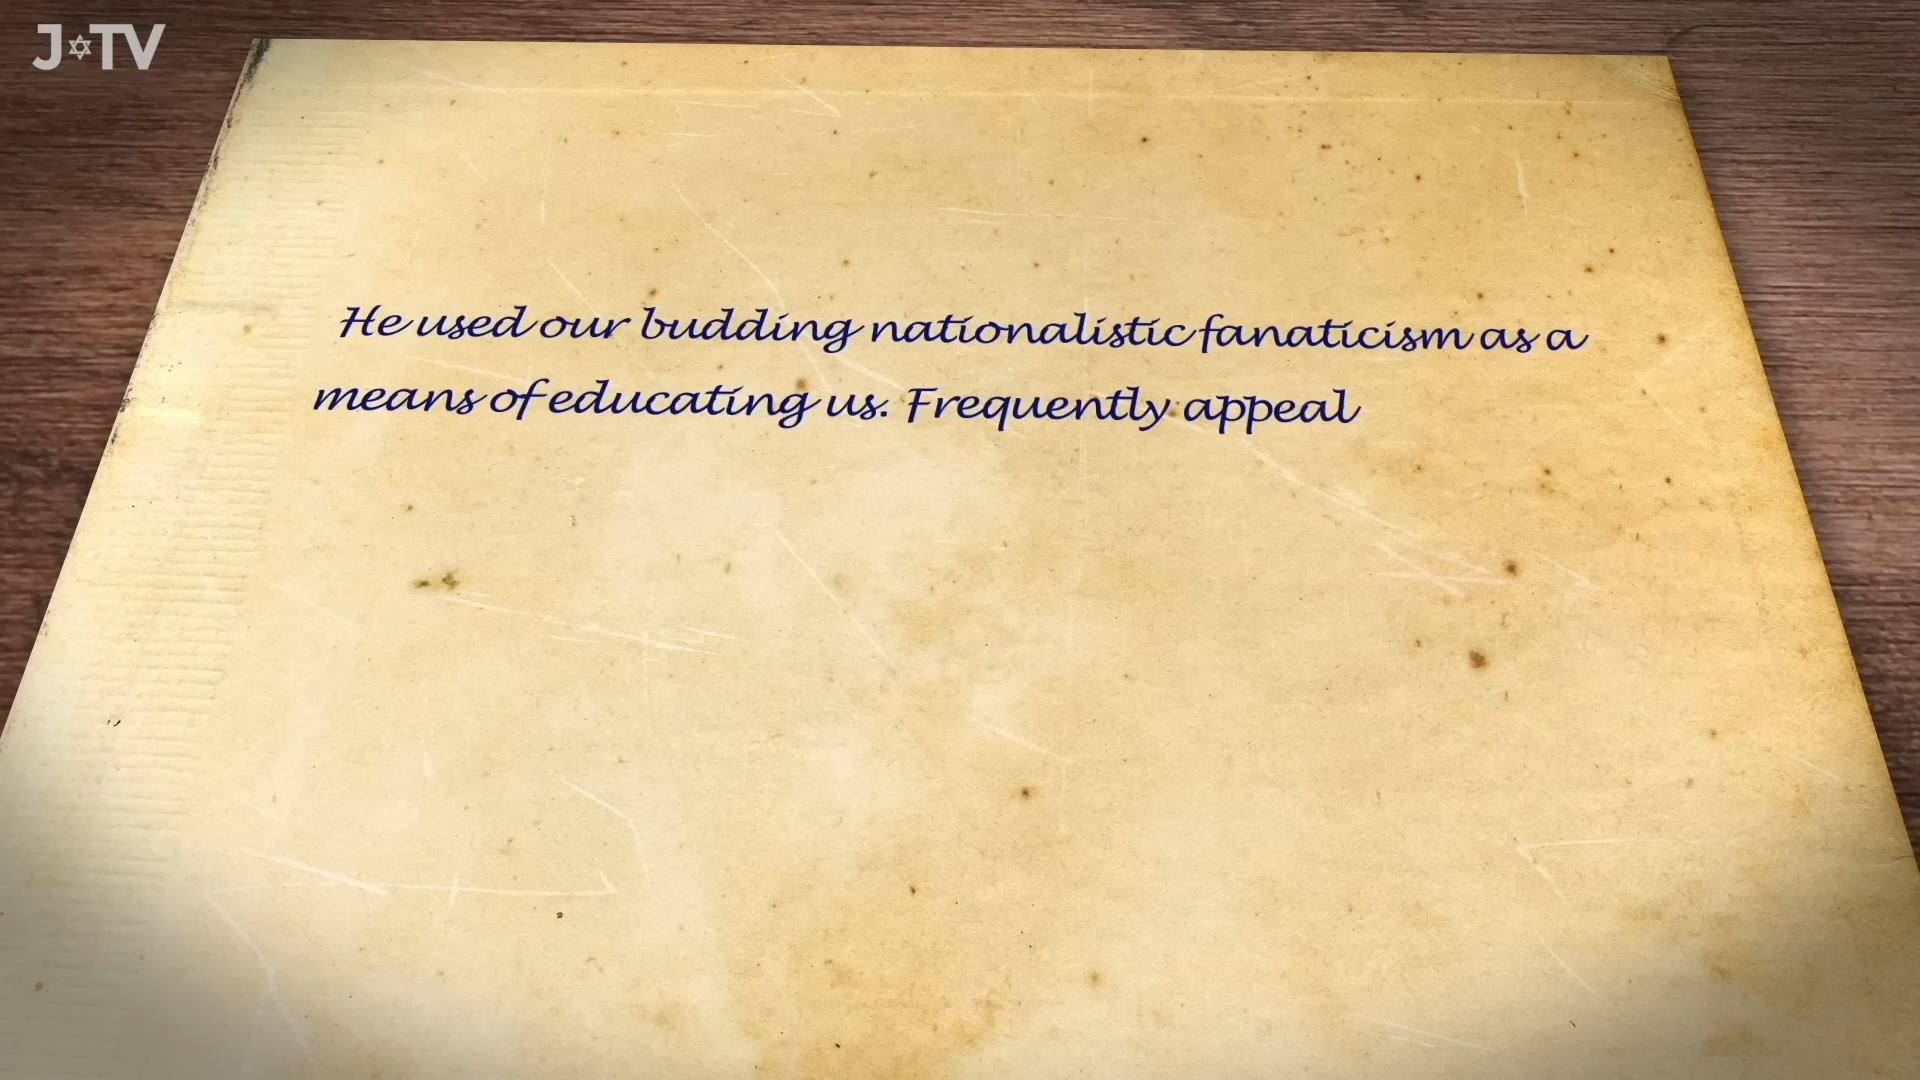 J✡TV
He used our budding nationalistic fanaticism as a
means of educating us. Frequently appeal